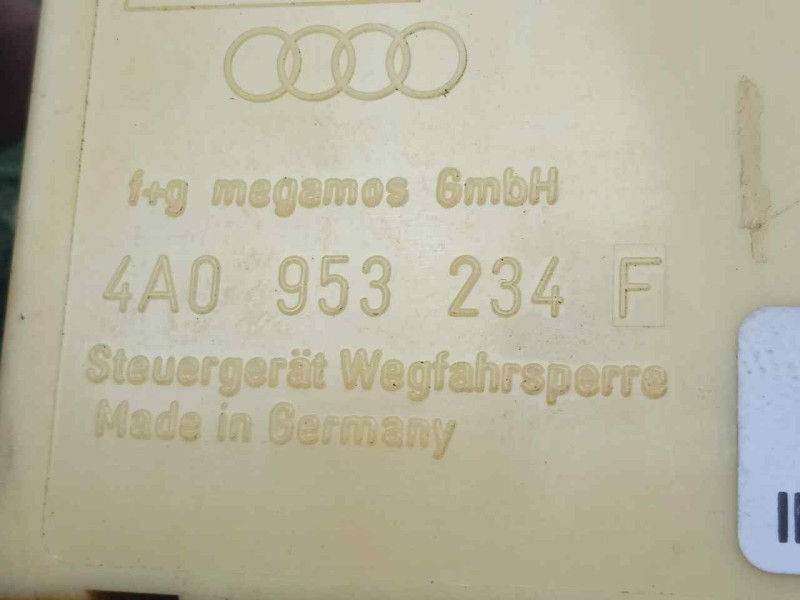 f+g megamos GmbH
4A0 953 234 F
Steuergerät Wegfahrsperre
Made in Germany